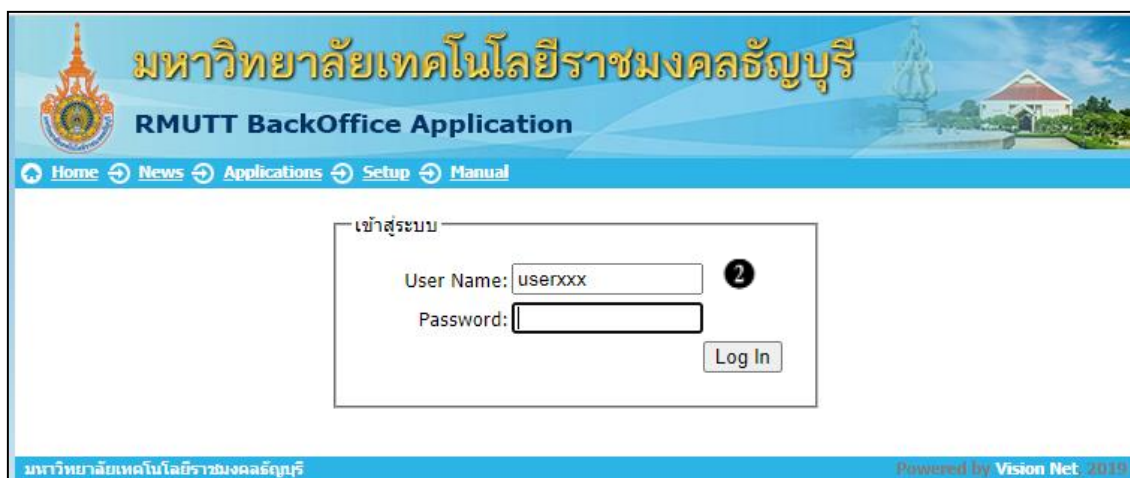 มหาวิทยาลัยเทคโนโลยีราชมงคลธัญบุรี
RMUTT BackOffice Application
Home News Applications Setup Manual
เข้าสู่ระบบ
User Name: userxxx 2
Password:
Log In
มหาวิทยาลัยเทคโนโลยีราชมงคลธัญบุรี Powered by Vision Net, 2019